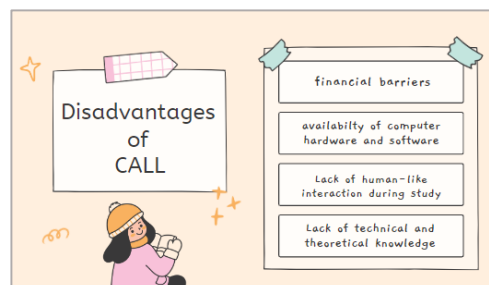 Disadvantages
of
CALL
financial barriers
availabilty of computer
hardware and software
Lack of human-like
interaction during study
Lack of technical and
theoretical knowledge